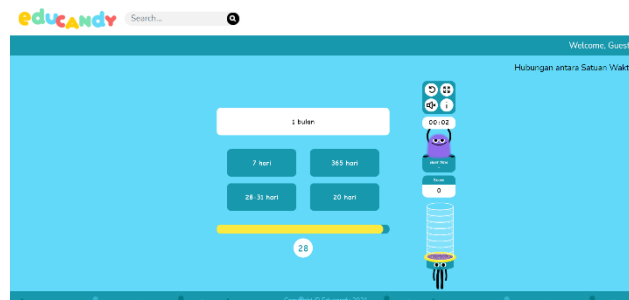 educandy
Search...
Welcome, Guest
Hubungan antara Satuan Wakt
00:02
1 bulan
7 hari
365 hari
28-31 hari
20 hari
Score
0
28